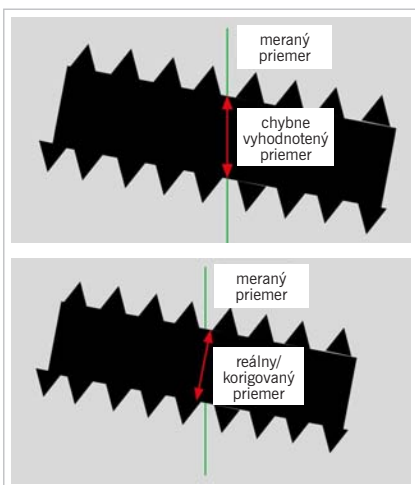 meraný
priemer
chybne
vyhodnotený
priemer
meraný
priemer
reálny/
korigovaný
priemer